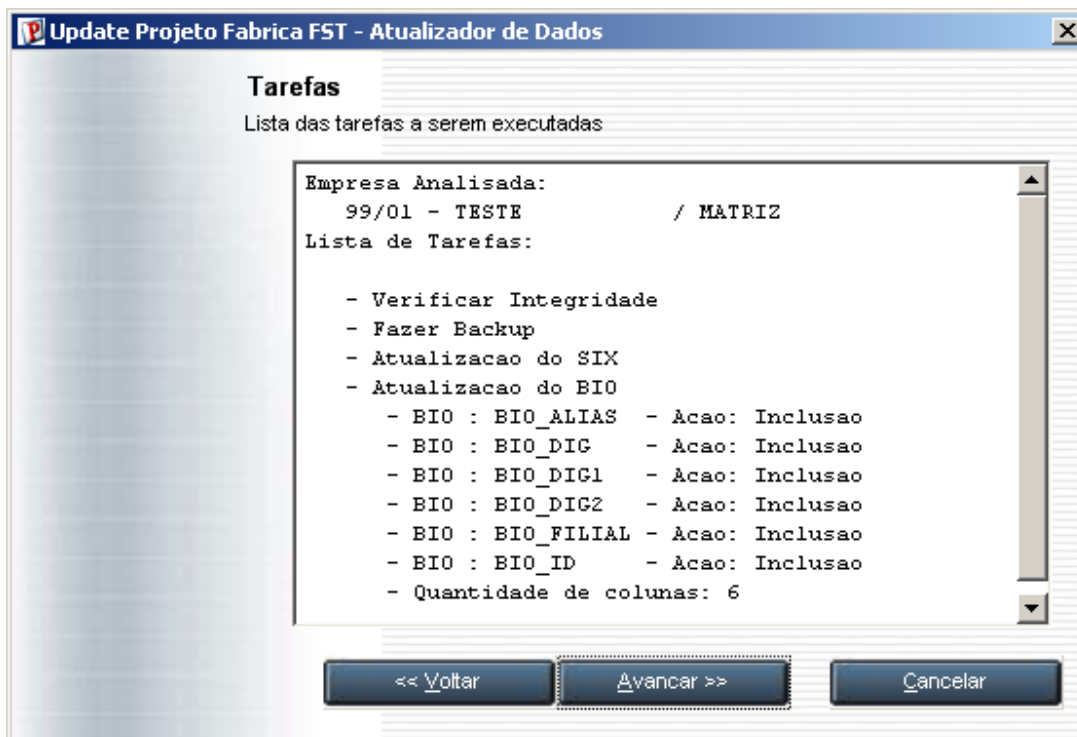 Update Projeto Fabrica FST - Atualizador de Dados
Tarefas
Lista das tarefas a serem executadas
Empresa Analisada:
99/01 - TESTE / MATRIZ
Lista de Tarefas:
- Verificar Integridade
- Fazer Backup
- Atualizacao do SIX
- Atualizacao do BIO
- BIO : BIO_ALIAS - Acao: Inclusao
- BIO : BIO_DIG - Acao: Inclusao
- BIO : BIO_DIG1 - Acao: Inclusao
- BIO : BIO_DIG2 - Acao: Inclusao
- BIO : BIO_FILIAL - Acao: Inclusao
- BIO : BIO_ID - Acao: Inclusao
- Quantidade de colunas: 6
<< Voltar Avancar >> Cancelar